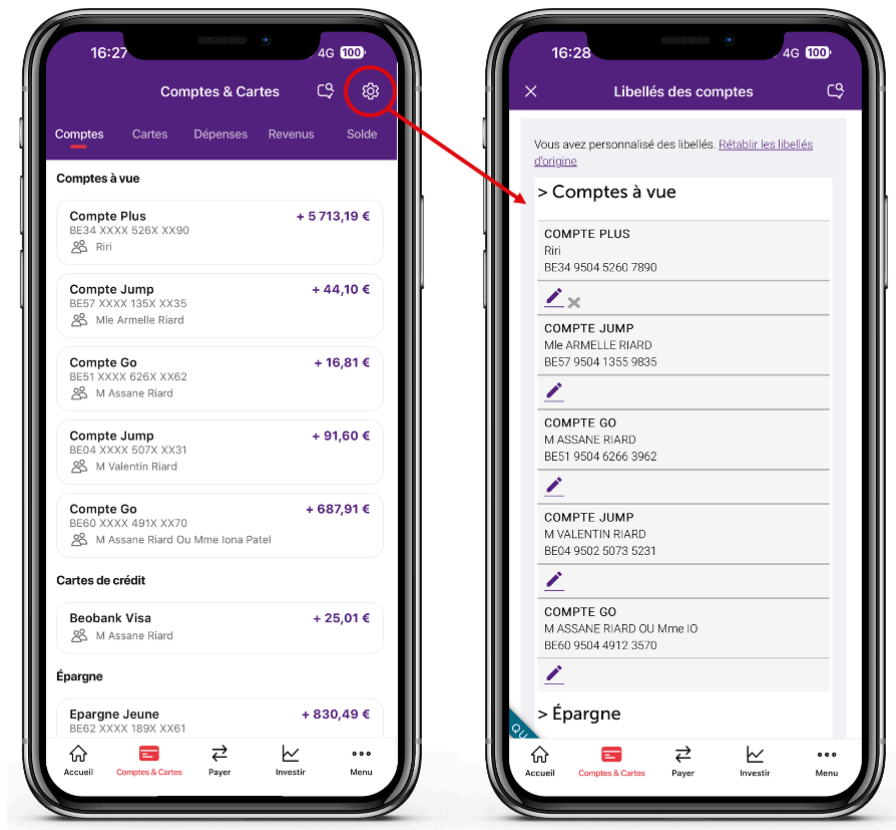 16:27
4G 100
Comptes & Cartes
Comptes Cartes Dépenses Revenus Solde
Comptes à vue
Compte Plus + 5 713,19 €
BE34 XXXX 526X XX90
Riri
Compte Jump + 44,10 €
BE57 XXXX 135X XX35
Mle Armelle Riard
Compte Go + 16,81 €
BE51 XXXX 626X XX62
M Assane Riard
Compte Jump + 91,60 €
BE04 XXXX 507X XX31
M Valentin Riard
Compte Go + 687,91 €
BE60 XXXX 491X XX70
M Assane Riard Ou Mme Iona Patel
Cartes de crédit
Beobank Visa + 25,01 €
M Assane Riard
Épargne
Epargne Jeune + 830,49 €
BE62 XXXX 189X XX61
Accueil Comptes & Cartes Payer Investir Menu
16:28
4G 100
Libellés des comptes
Vous avez personnalisé des libellés. Rétablir les libellés
d'origine
> Comptes à vue
COMPTE PLUS
Riri
BE34 9504 5260 7890
COMPTE JUMP
Mle ARMELLE RIARD
BE57 9504 1355 9835
COMPTE GO
M ASSANE RIARD
BE51 9504 6266 3962
COMPTE JUMP
M VALENTIN RIARD
BE04 9502 5073 5231
COMPTE GO
M ASSANE RIARD OU Mme IO
BE60 9504 4912 3570
> Épargne
QU
Accueil Comptes & Cartes Payer Investir Menu